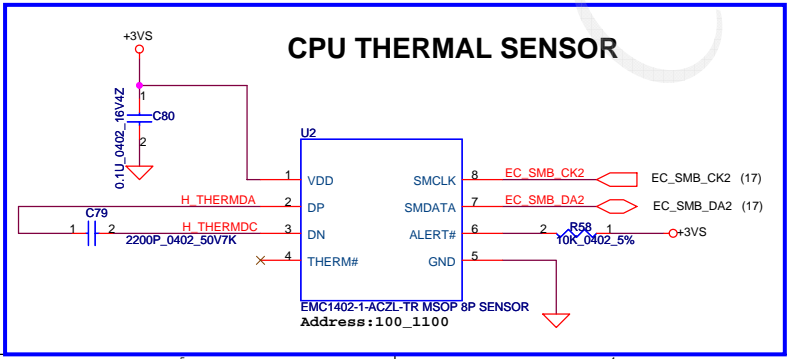 +3VS
CPU THERMAL SENSOR
0.1U_0402_16V4Z
1
C80
2
U2
1 VDD
SMCLK 8 EC_SMB_CK2 EC_SMB_CK2 (17)
H_THERMDA 2 DP
SMDATA 7 EC_SMB_DA2 EC_SMB_DA2 (17)
C79
1 2 H_THERMDC 3 DN
2200P_0402_50V7K
ALERT# 6 2 R58 1 +3VS
10K_0402_5%
4 THERM#
GND 5
EMC1402-1-ACZL-TR MSOP 8P SENSOR
Address:100_1100